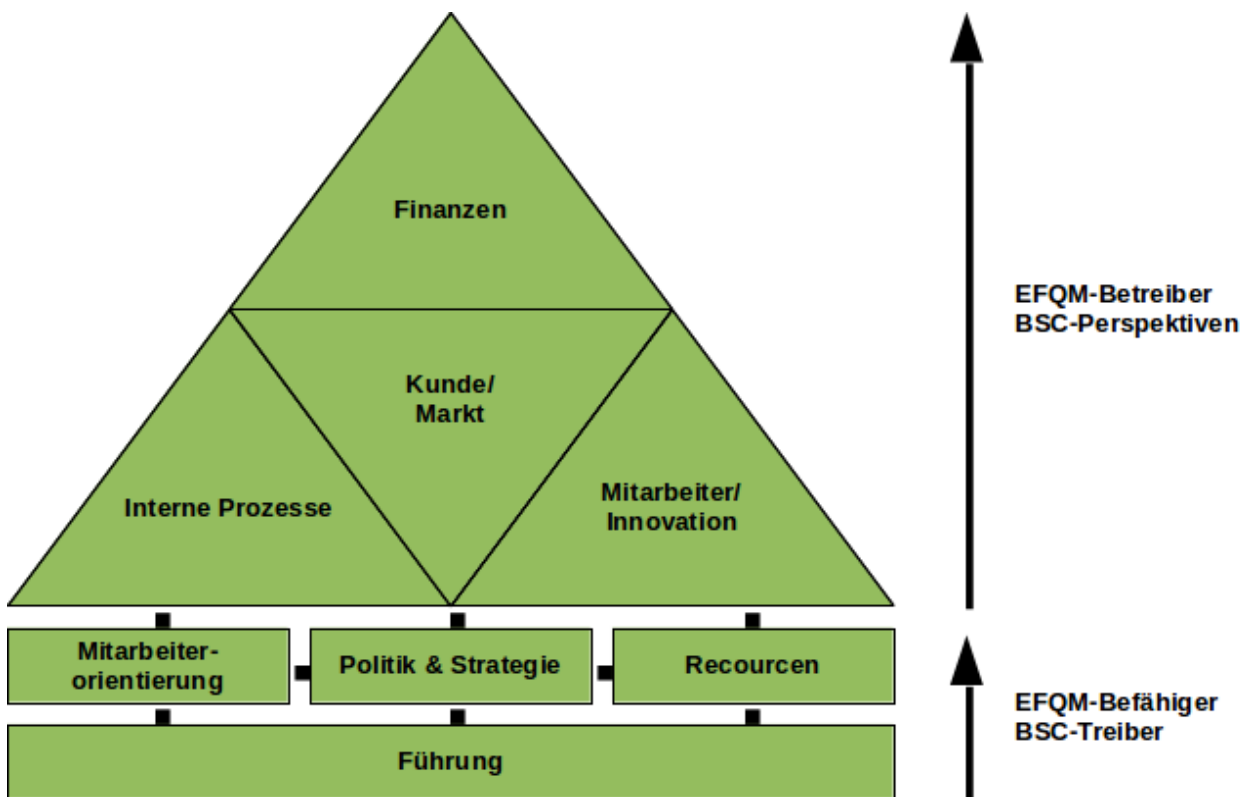 Finanzen
EFQM-Betreiber
BSC-Perspektiven
Kunde/
Markt
Interne Prozesse
Mitarbeiter/
Innovation
Mitarbeiter-
orientierung
Politik & Strategie
Recourcen
EFQM-Befähiger
BSC-Treiber
Führung